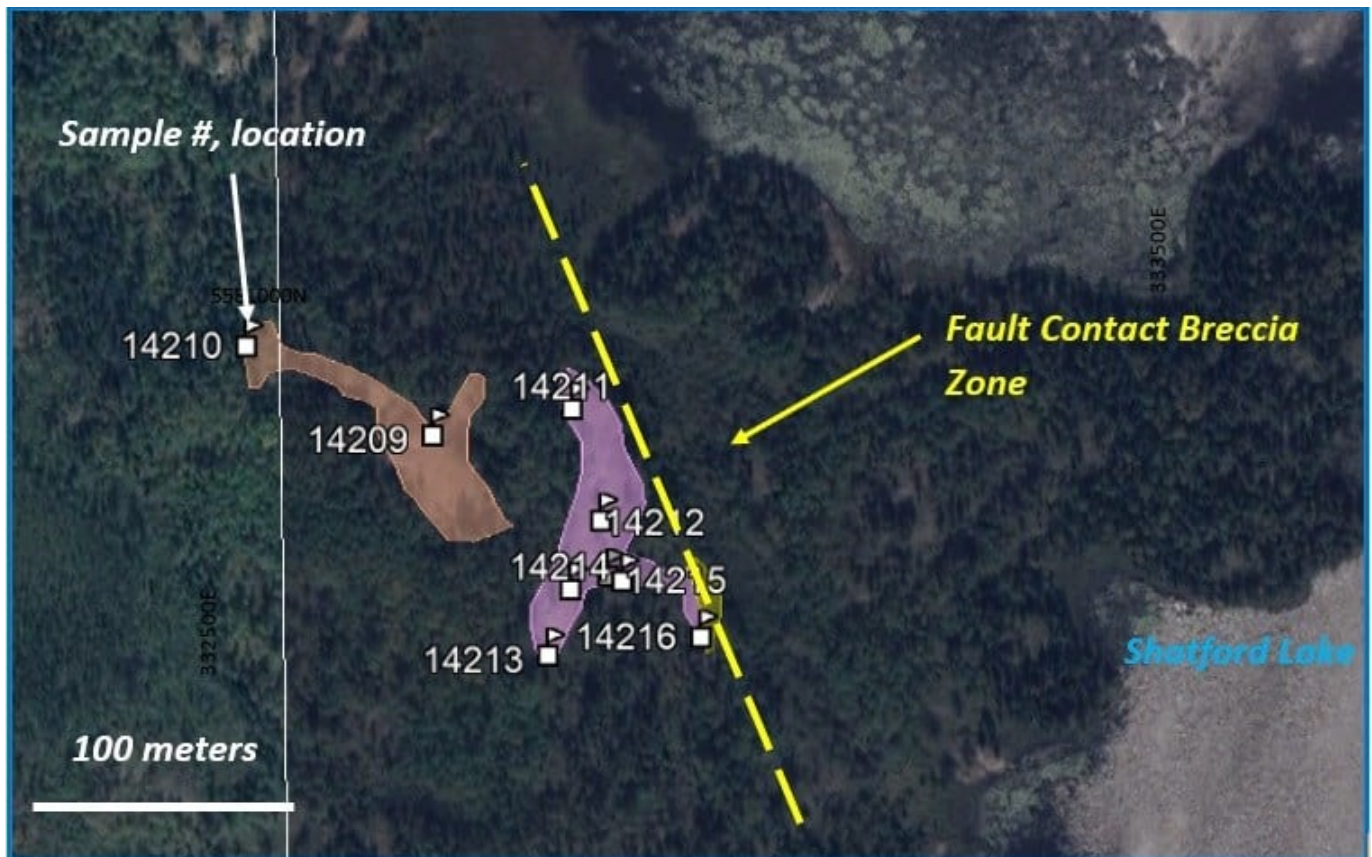 Sample #, location
333500E
5581000N
Fault Contact Breccia
Zone
14210
14211
14209
14212
14214
14215
332500E
14216
14213
Shatford Lake
100 meters